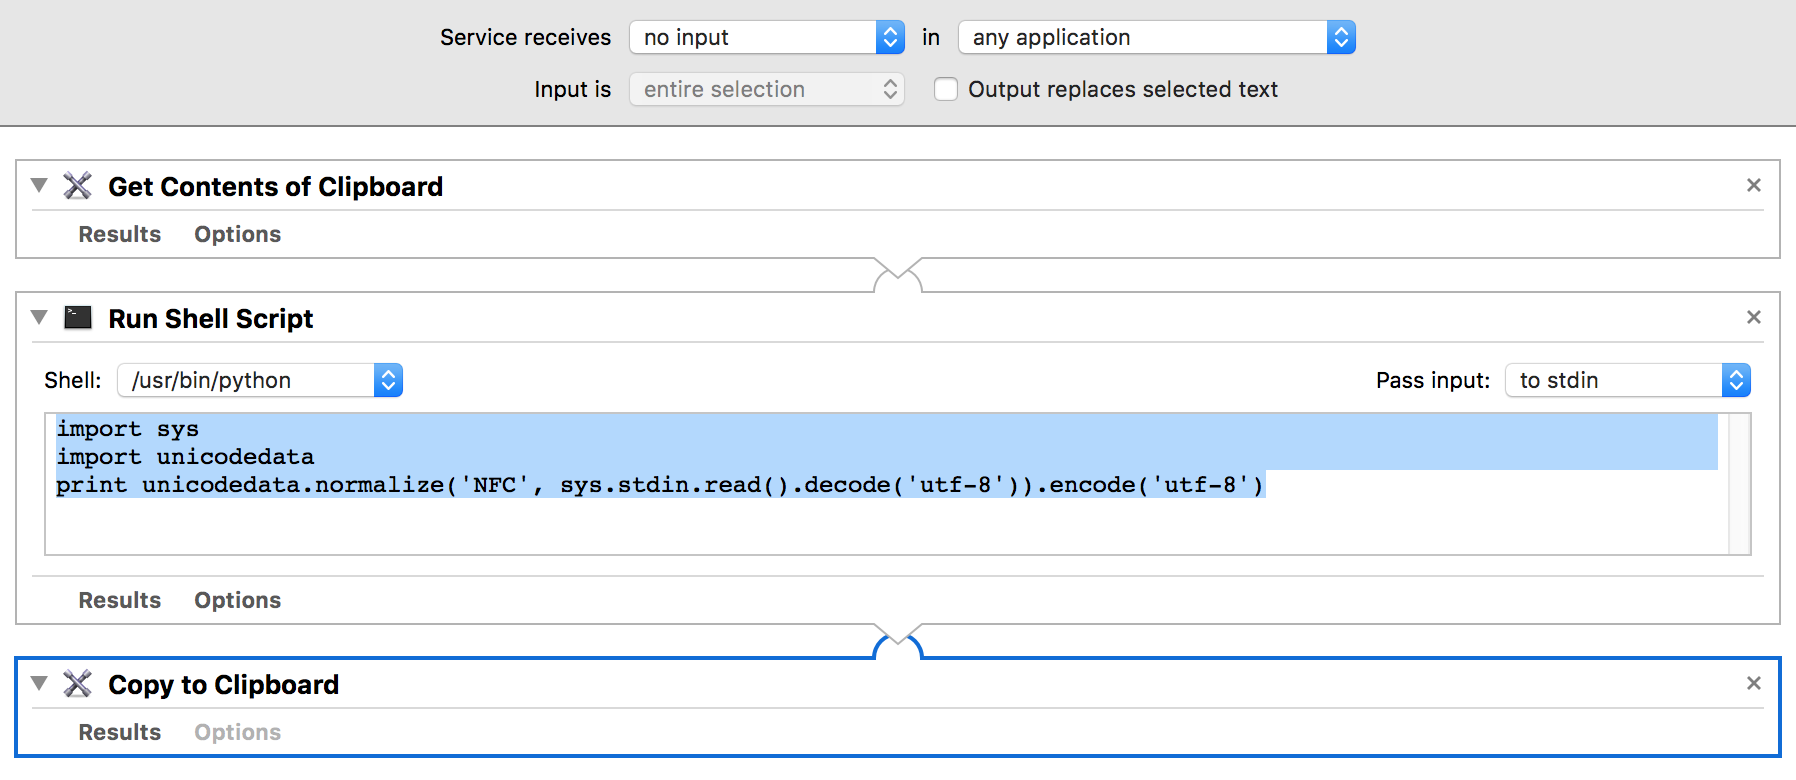 Service receives no input in any application
Input is entire selection Output replaces selected text
Get Contents of Clipboard
Results Options
Run Shell Script
Shell: /usr/bin/python Pass input: to stdin
import sys
import unicodedata
print unicodedata.normalize('NFC', sys.stdin.read().decode('utf-8')).encode('utf-8')
Results Options
Copy to Clipboard
Results Options